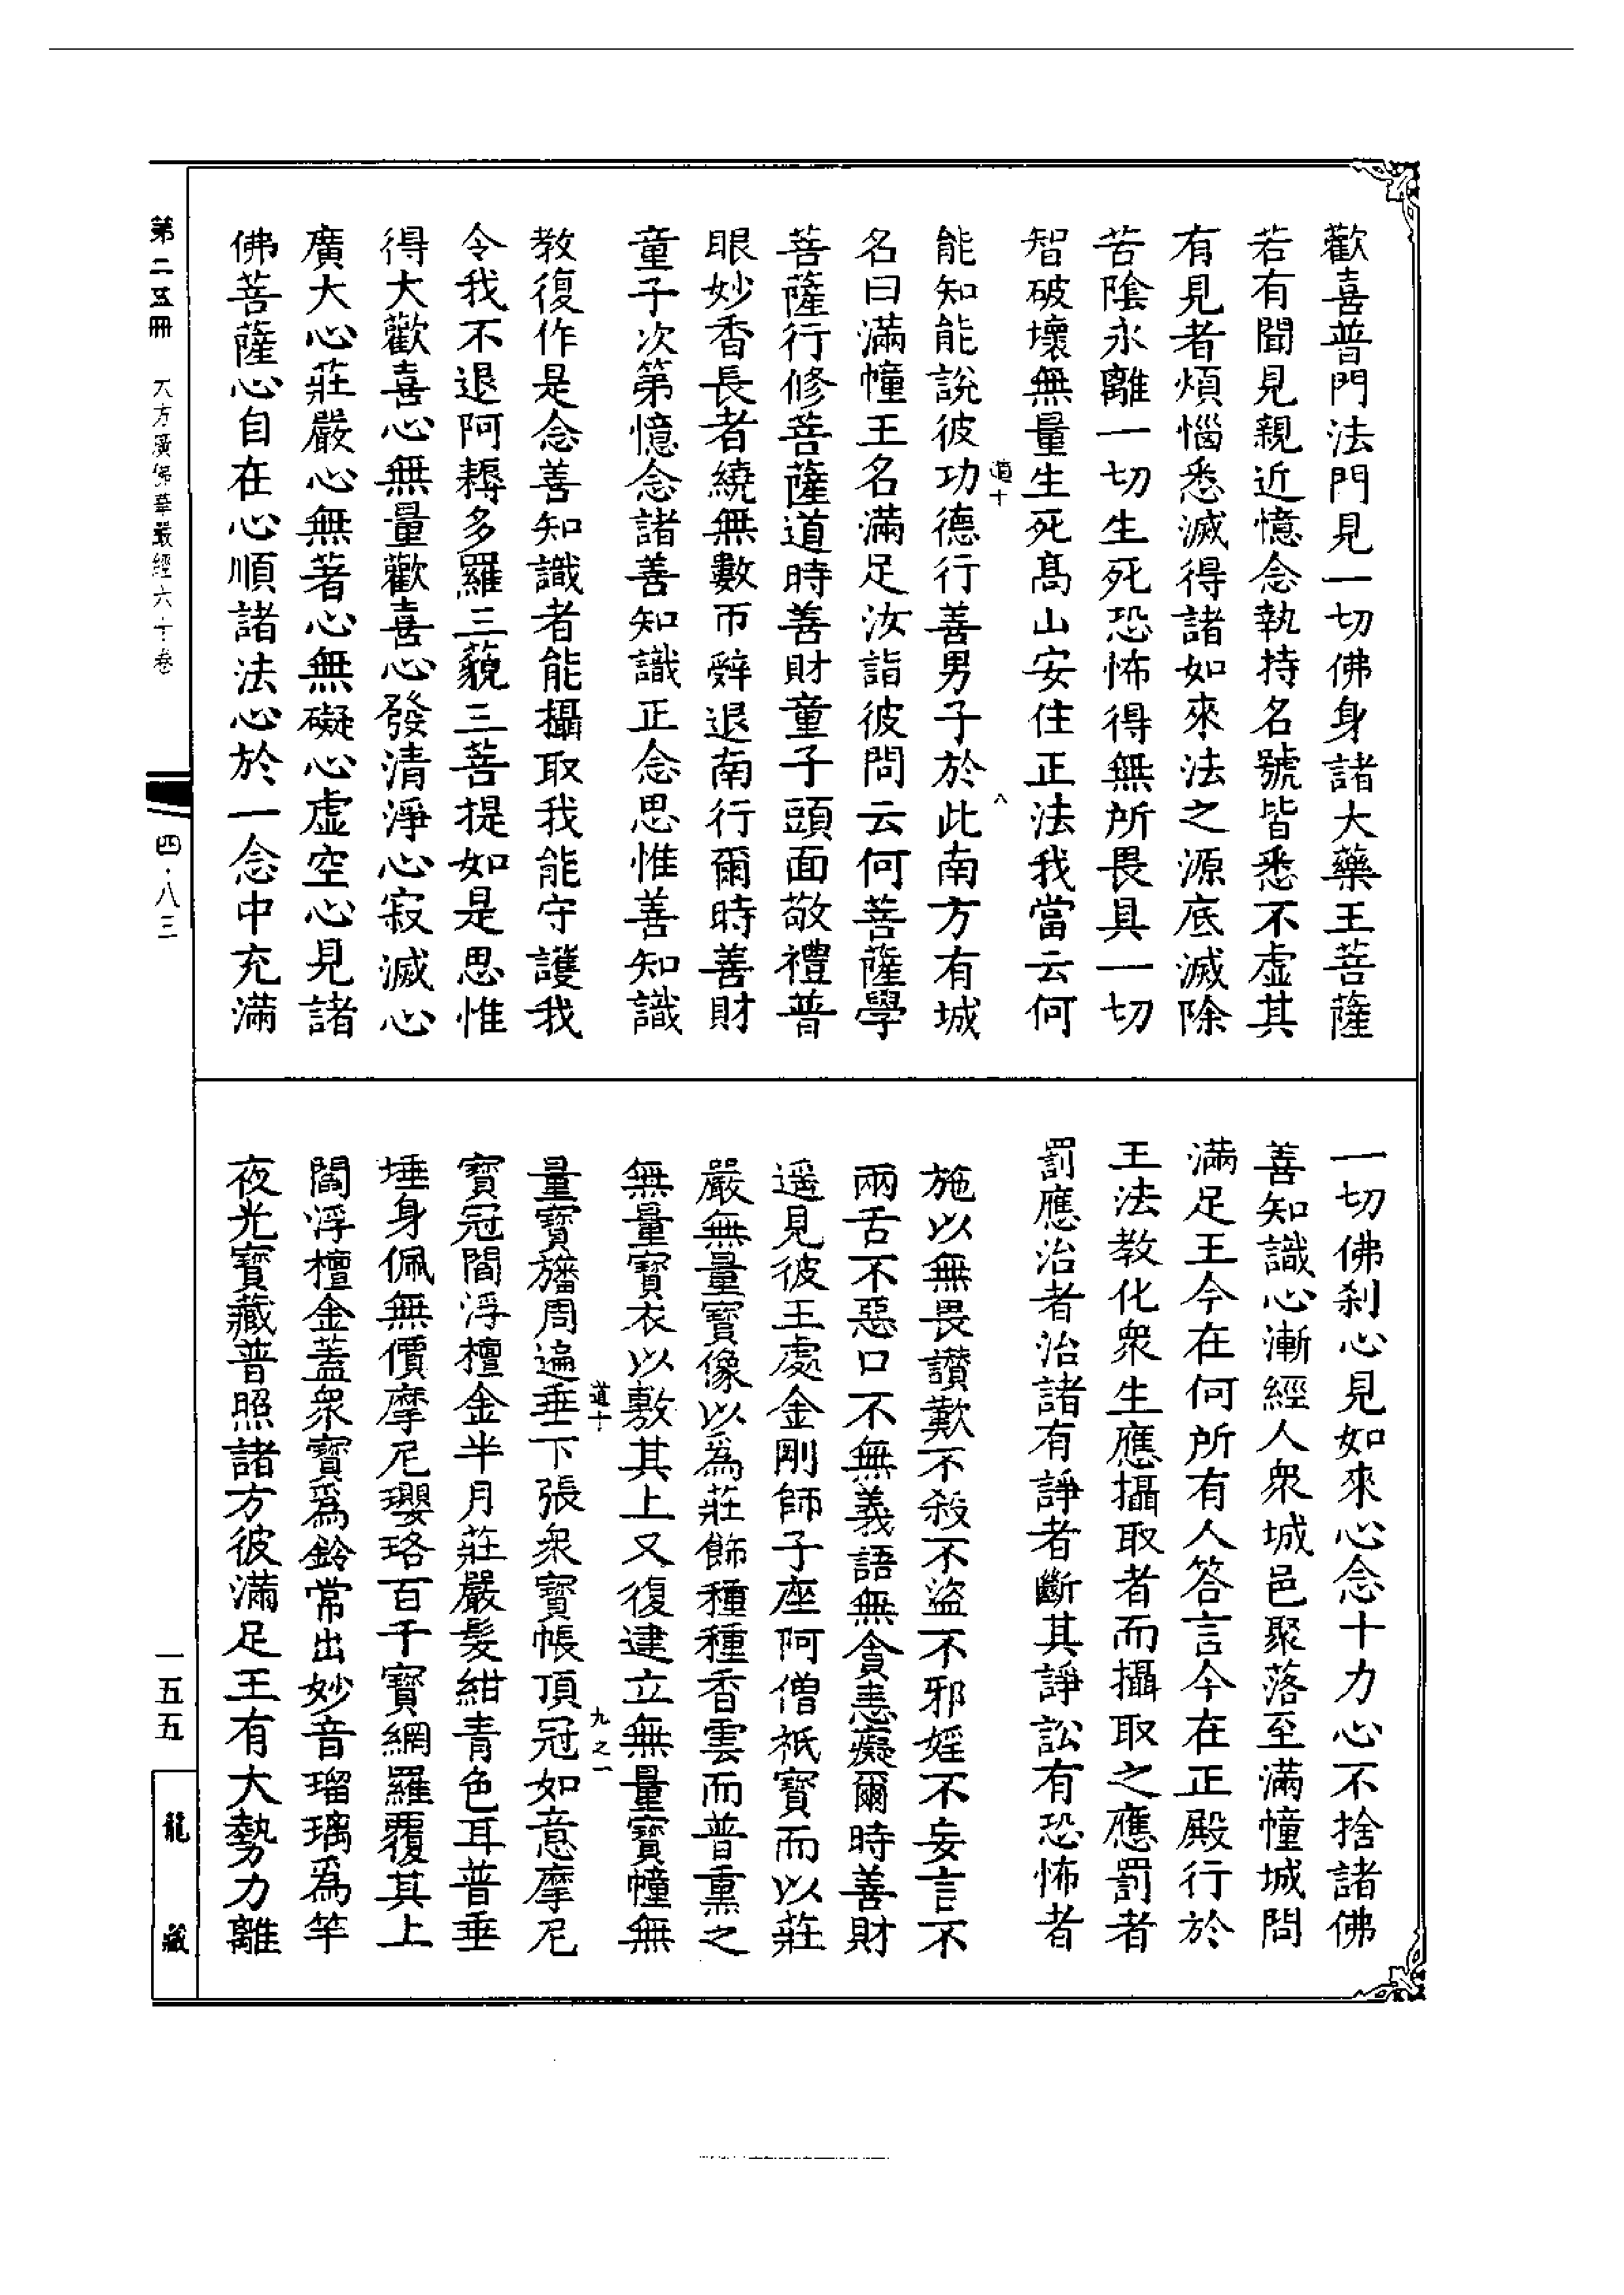 歡喜普門法門見一切佛身諸大藥王菩薩
若有聞見親近憶念執持名號皆悉不虛其
有見者煩惱悉滅得諸如來法之源底滅除
苦陰永離一切生死恐怖得無所畏具一切
智破壞無量生死高山安住正法我當云何
道十
八
能知能說彼功德行善男子於此南方有城
名曰滿幢王名滿足汝詣彼問云何菩薩學
菩薩行修菩薩道時善財童子頭面敬禮普
眼妙香長者繞無數帀辭退南行爾時善財
童子次第憶念諸善知識正念思惟善知識
教復作是念善知識者能攝取我能守護我
令我不退阿耨多羅三藐三菩提如是思惟
得大歡喜心無量歡喜心發清淨心寂滅心
廣大心莊嚴心無著心無礙心虛空心見諸
佛菩薩心自在心順諸法心於一念中充滿
一切佛刹心見如來心念十力心不捨諸佛
善知識心漸經人衆城邑聚落至滿幢城問
滿足王今在何所有人答言今在正殿行於
王法教化衆生應攝取者而攝取之應罰者
罰應治者治諸有諍者斷其諍訟有恐怖者
施以無畏讃歎不殺不盜不邪婬不妄言不
兩舌不惡口不無義語無貪恚癡爾時善財
遥見彼王處金剛師子座阿僧祇寶而以莊
嚴無量寶像以爲莊飾種種香雲而普熏之
無量寶衣以敷其上又復建立無量寶幢無
道十
九之一
量寶旛周遍垂下張衆寶帳頂冠如意摩尼
寶冠閻浮檀金半月莊嚴髮紺青色耳普垂
埵身佩無價摩尼瓔珞百千寶網羅覆其上
閻浮檀金蓋衆寶爲鈴常出妙音瑠璃爲竿
夜光寶藏普照諸方彼滿足王有大勢力離
第二五冊 大方廣佛華嚴經六十卷
四·八三
一五五
龍藏